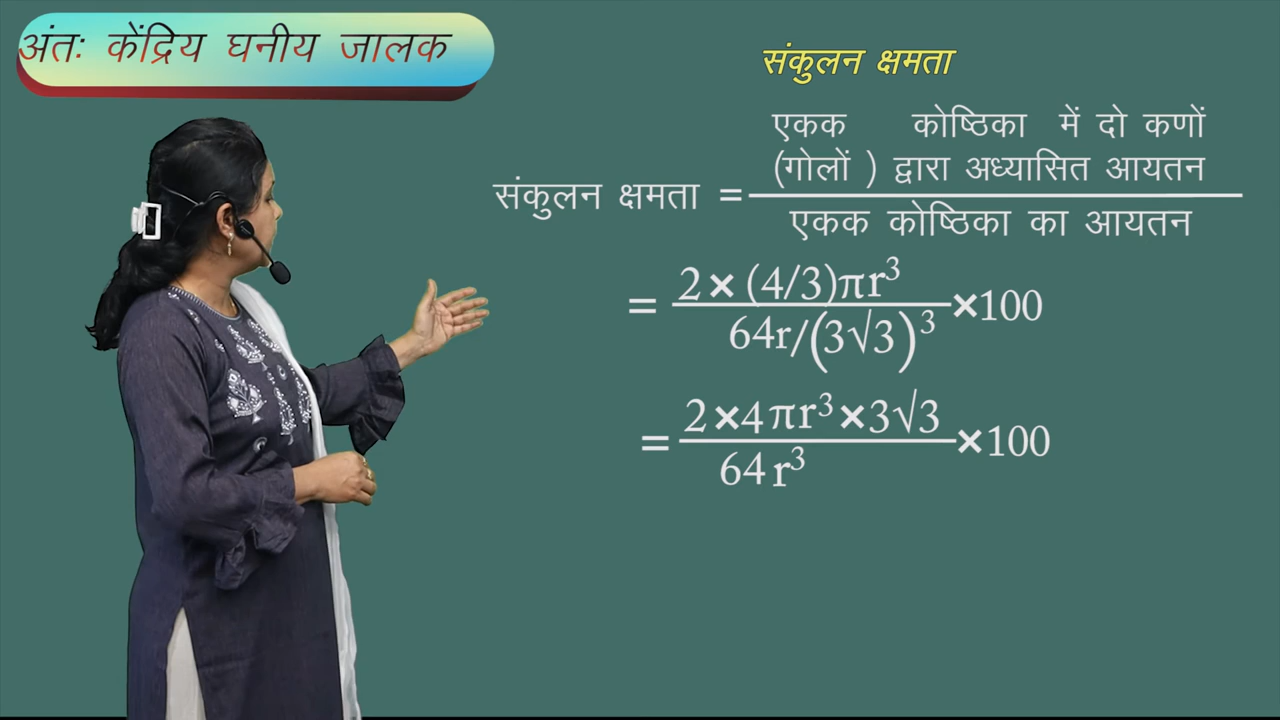 अंतः केंद्रिय घनीय जालक
संकुलन क्षमता
एकक कोष्ठिका में दो कणों
(गोलों ) द्वारा अध्यासित आयतन
संकुलन क्षमता =
एकक कोष्ठिका का आयतन
= 2×(4/3)πr³ ×100
64r/(3√3)³
= 2×4πr³×3√3 ×100
64r³